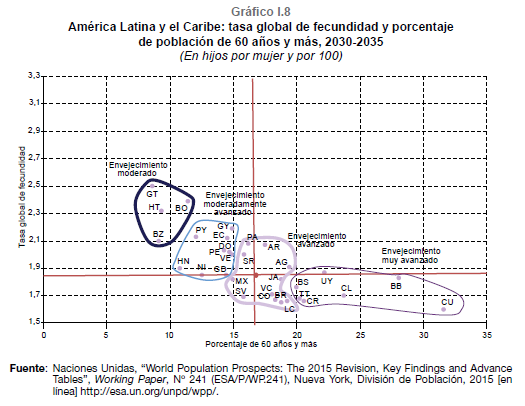 Gráfico I.8
América Latina y el Caribe: tasa global de fecundidad y porcentaje
de población de 60 años y más, 2030-2035
(En hijos por mujer y por 100)
Tasa global de fecundidad
3,3
3,1
2,9
2,7
2,5
2,3
2,1
1,9
1,7
1,5
Envejecimiento
moderado
Envejecimiento
moderadamente
avanzado
Envejecimiento
avanzado
Envejecimiento
muy avanzado
GT
HT
BO
BZ
PY
GY
EC
DO
PE
VE
HN
NI
GD
PA
AR
SR
AG
JA
MX
SV
VC
CO
BR
LC
BS
TT
CR
UY
CL
BB
CU
0
5
10
15
20
25
30
35
Porcentaje de 60 años y más
Fuente: Naciones Unidas, “World Population Prospects: The 2015 Revision, Key Findings and Advance
Tables”, Working Paper, Nº 241 (ESA/P/WP.241), Nueva York, División de Población, 2015 [en
línea] http://esa.un.org/unpd/wpp/.